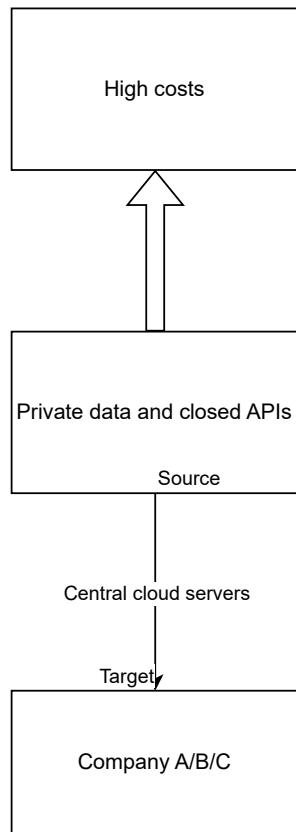 High costs
Private data and closed APIs
Source
Central cloud servers
Target
Company A/B/C